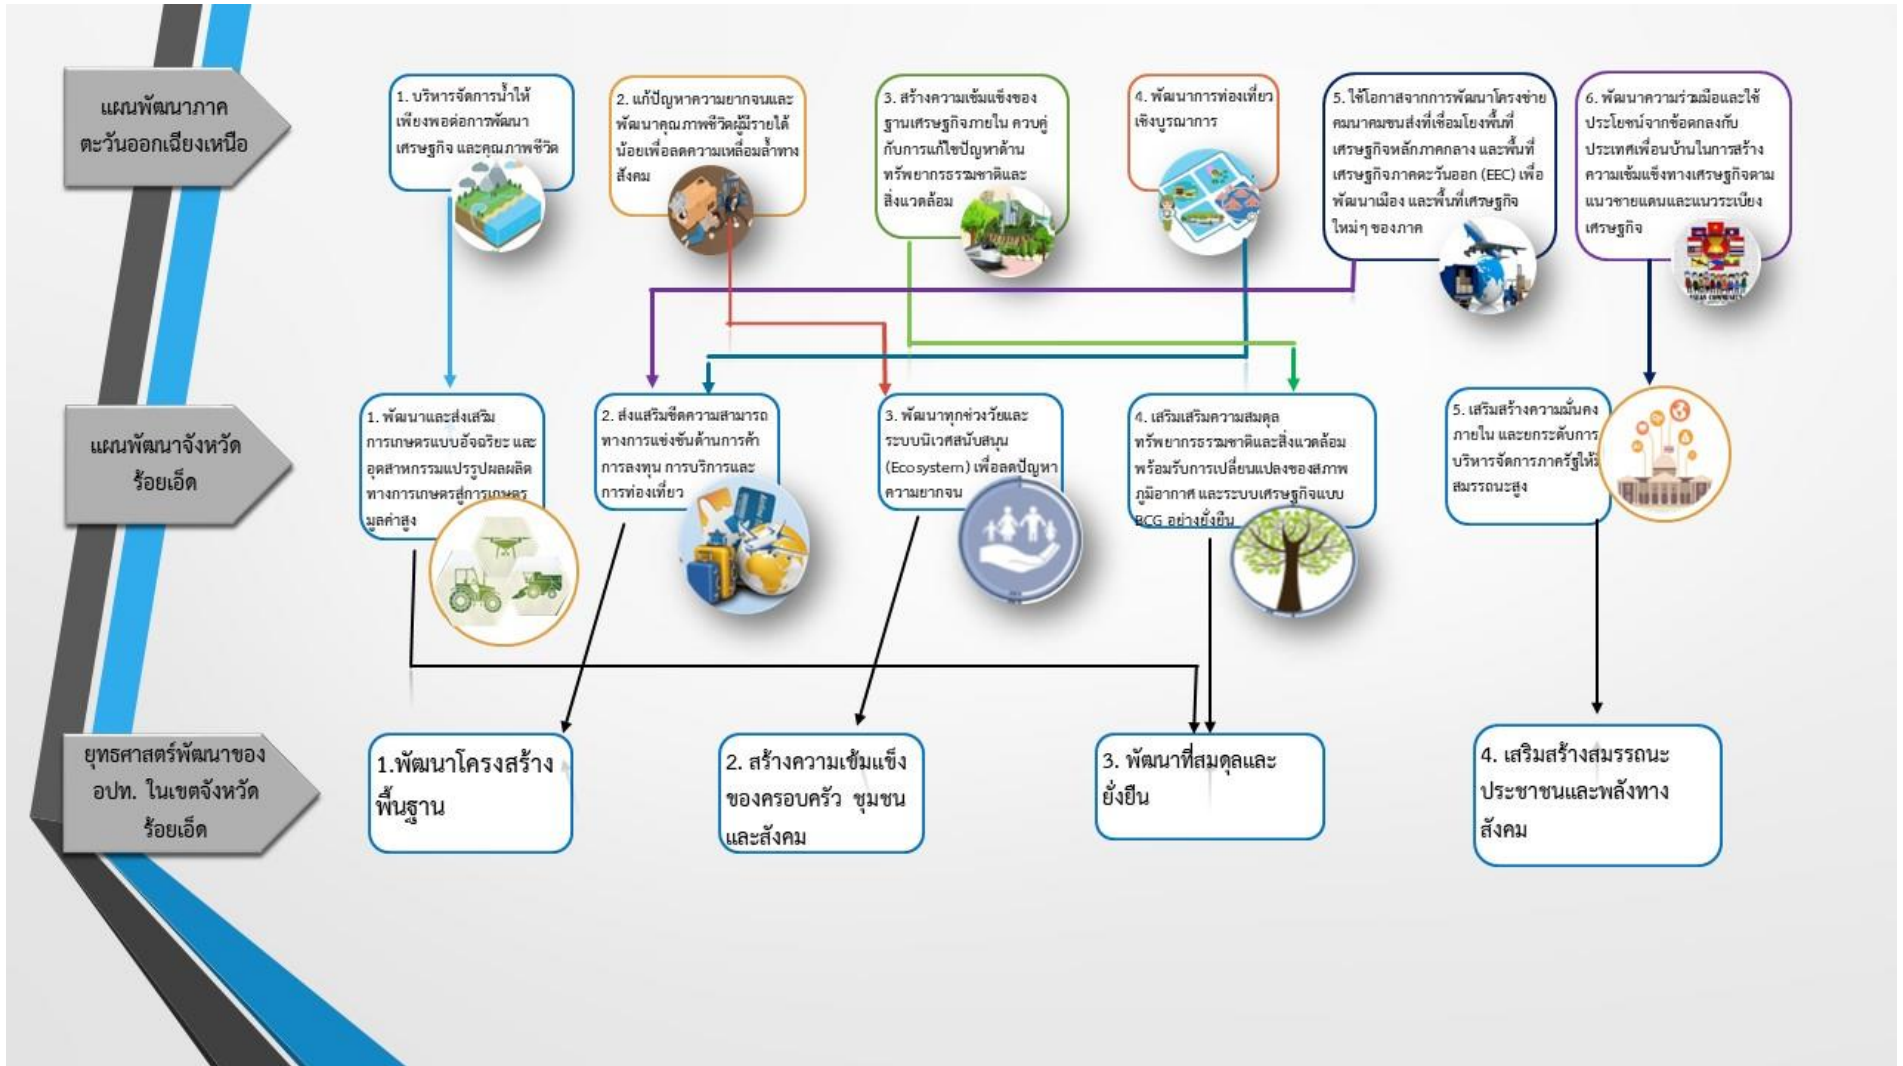 แผนพัฒนาภาค
ตะวันออกเฉียงเหนือ
1. บริหารจัดการน้ำให้
เพียงพอต่อการพัฒนา
เศรษฐกิจ และคุณภาพชีวิต
2. แก้ปัญหาความยากจนและ
พัฒนาคุณภาพชีวิตผู้มีรายได้
น้อยเพื่อลดความเหลื่อมล้ำทาง
สังคม
3. สร้างความเข้มแข็งของ
ฐานเศรษฐกิจภายใน ควบคู่
กับการแก้ไขปัญหาด้าน
ทรัพยากรธรรมชาติและ
สิ่งแวดล้อม
4. พัฒนาการท่องเที่ยว
เชิงบูรณาการ
5. ใช้โอกาสจากการพัฒนาโครงข่าย
คมนาคมขนส่งที่เชื่อมโยงพื้นที่
เศรษฐกิจหลักภาคกลาง และพื้นที่
เศรษฐกิจภาคตะวันออก (EEC) เพื่อ
พัฒนาเมือง และพื้นที่เศรษฐกิจ
ใหม่ๆ ของภาค
6. พัฒนาความร่วมมือและใช้
ประโยชน์จากข้อตกลงกับ
ประเทศเพื่อนบ้านในการสร้าง
ความเข้มแข็งทางเศรษฐกิจตาม
แนวชายแดนและแนวระเบียง
เศรษฐกิจ
แผนพัฒนาจังหวัด
ร้อยเอ็ด
1. พัฒนาและส่งเสริม
การเกษตรแบบอัจฉริยะ และ
อุตสาหกรรมแปรรูปผลผลิต
ทางการเกษตรสู่การเกษตร
มูลค่าสูง
2. ส่งเสริมขีดความสามารถ
ทางการแข่งขันด้านการค้า
การลงทุน การบริการและ
การท่องเที่ยว
3. พัฒนาทุกช่วงวัยและ
ระบบนิเวศสนับสนุน
(Ecosystem) เพื่อลดปัญหา
ความยากจน
4. เสริมเสริมความสมดุล
ทรัพยากรธรรมชาติและสิ่งแวดล้อม
พร้อมรับการเปลี่ยนแปลงของสภาพ
ภูมิอากาศ และระบบเศรษฐกิจแบบ
BCG อย่างยั่งยืน
5. เสริมสร้างความมั่นคง
ภายใน และยกระดับการ
บริหารจัดการภาครัฐให้มี
สมรรถนะสูง
ยุทธศาสตร์พัฒนาของ
อปท. ในเขตจังหวัด
ร้อยเอ็ด
1.พัฒนาโครงสร้าง
พื้นฐาน
2. สร้างความเข้มแข็ง
ของครอบครัว ชุมชน
และสังคม
3. พัฒนาที่สมดุลและ
ยั่งยืน
4. เสริมสร้างสมรรถนะ
ประชาชนและพลังทาง
สังคม